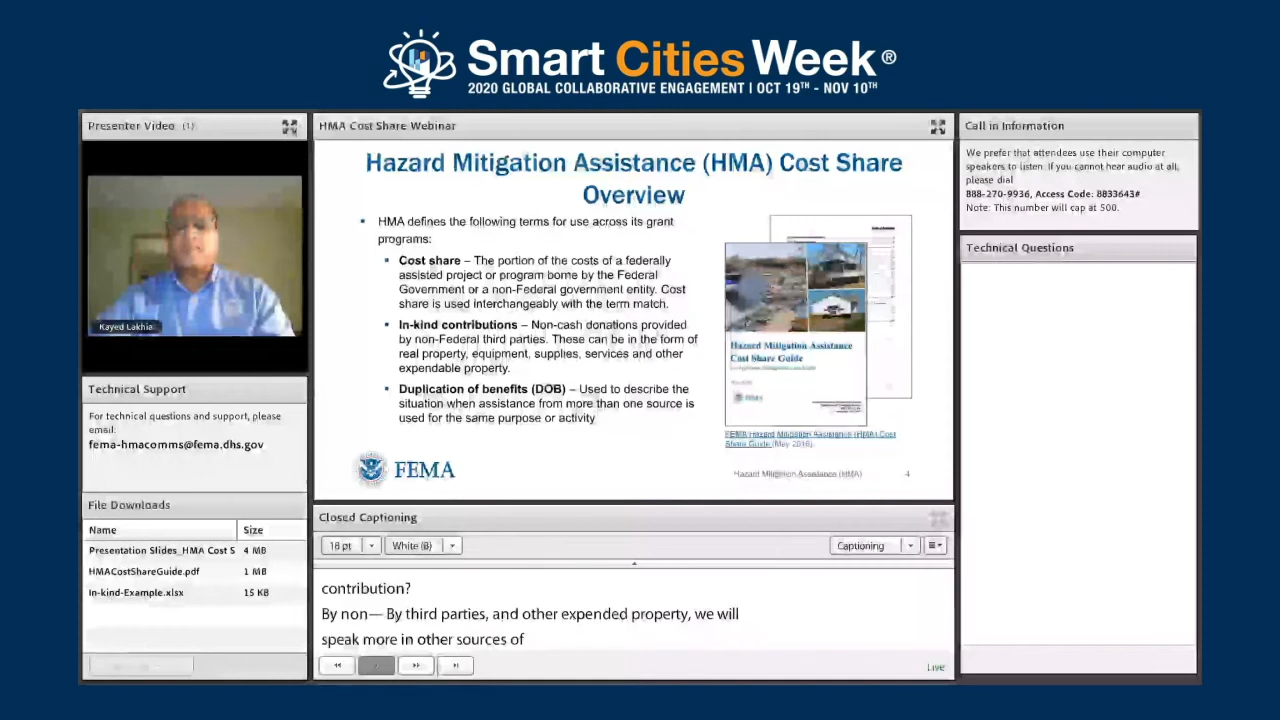 Smart Cities Week®
2020 GLOBAL COLLABORATIVE ENGAGEMENT | OCT 19TH - NOV 10TH
Presenter Video (1)
Kayed Lakhia
Technical Support
For technical questions and support, please
email:
fema-hmacomms@fema.dhs.gov
File Downloads
Name Size
Presentation Slides_HMA Cost S 4 MB
HMACostShareGuide.pdf 1 MB
In-kind-Example.xlsx 15 KB
HMA Cost Share Webinar
Hazard Mitigation Assistance (HMA) Cost Share
Overview
▪ HMA defines the following terms for use across its grant
programs:
▪ Cost share – The portion of the costs of a federally
assisted project or program borne by the Federal
Government or a non-Federal government entity. Cost
share is used interchangeably with the term match.
▪ In-kind contributions – Non-cash donations provided
by non-Federal third parties. These can be in the form of
real property, equipment, supplies, services and other
expendable property.
▪ Duplication of benefits (DOB) – Used to describe the
situation when assistance from more than one source is
used for the same purpose or activity
Hazard Mitigation Assistance
Cost Share Guide
FEMA
FEMA Hazard Mitigation Assistance (HMA) Cost
Share Guide (May 2016).
FEMA
Hazard Mitigation Assistance (HMA) 4
Closed Captioning
18 pt White (B) Captioning
contribution?
By non— By third parties, and other expended property, we will
speak more in other sources of
Live
Call in Information
We prefer that attendees use their computer
speakers to listen. If you cannot hear audio at all,
please dial
888-270-9936, Access Code: 8833643#
Note: This number will cap at 500.
Technical Questions